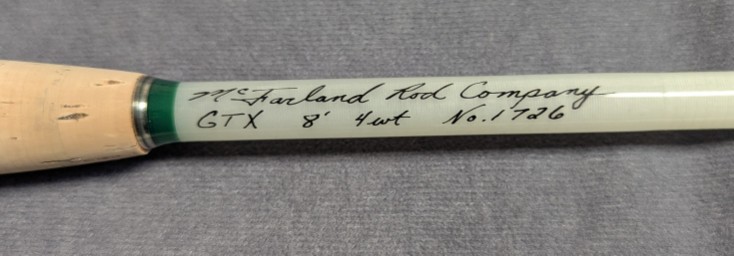 McFarland Rod Company
GTX 8' 4wt No. 1726